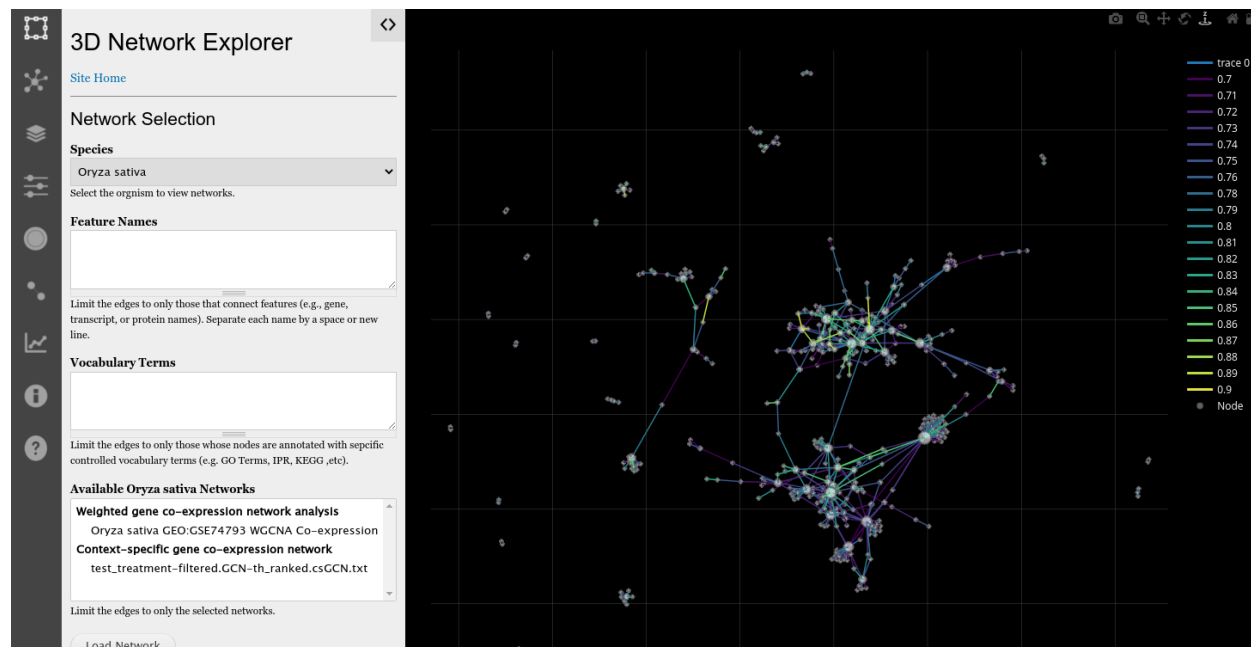 3D Network Explorer
Site Home
Network Selection
Species
Oryza sativa
Select the orgnism to view networks.
Feature Names
Limit the edges to only those that connect features (e.g., gene,
transcript, or protein names). Separate each name by a space or new
line.
Vocabulary Terms
Limit the edges to only those whose nodes are annotated with sepcific
controlled vocabulary terms (e.g. GO Terms, IPR, KEGG ,etc).
Available Oryza sativa Networks
Weighted gene co-expression network analysis
Oryza sativa GEO:GSE74793 WGCNA Co-expression
Context-specific gene co-expression network
test_treatment-filtered.GCN-th_ranked.csGCN.txt
Limit the edges to only the selected networks.
Load Network
z
trace 0
0.7
0.71
0.72
0.73
0.74
0.75
0.76
0.78
0.79
0.8
0.81
0.82
0.83
0.84
0.85
0.86
0.87
0.88
0.89
0.9
Node